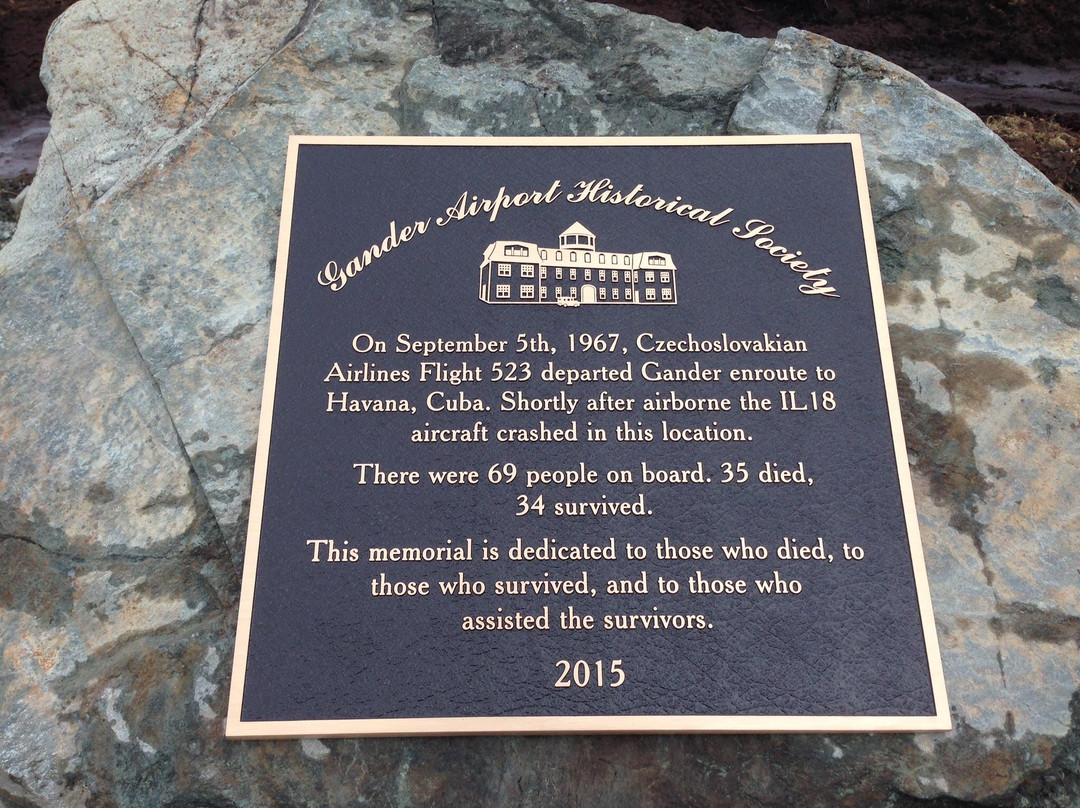 Gander Airport Historical Society
On September 5th, 1967, Czechoslovakian
Airlines Flight 523 departed Gander enroute to
Havana, Cuba. Shortly after airborne the IL18
aircraft crashed in this location.
There were 69 people on board. 35 died,
34 survived.
This memorial is dedicated to those who died, to
those who survived, and to those who
assisted the survivors.
2015